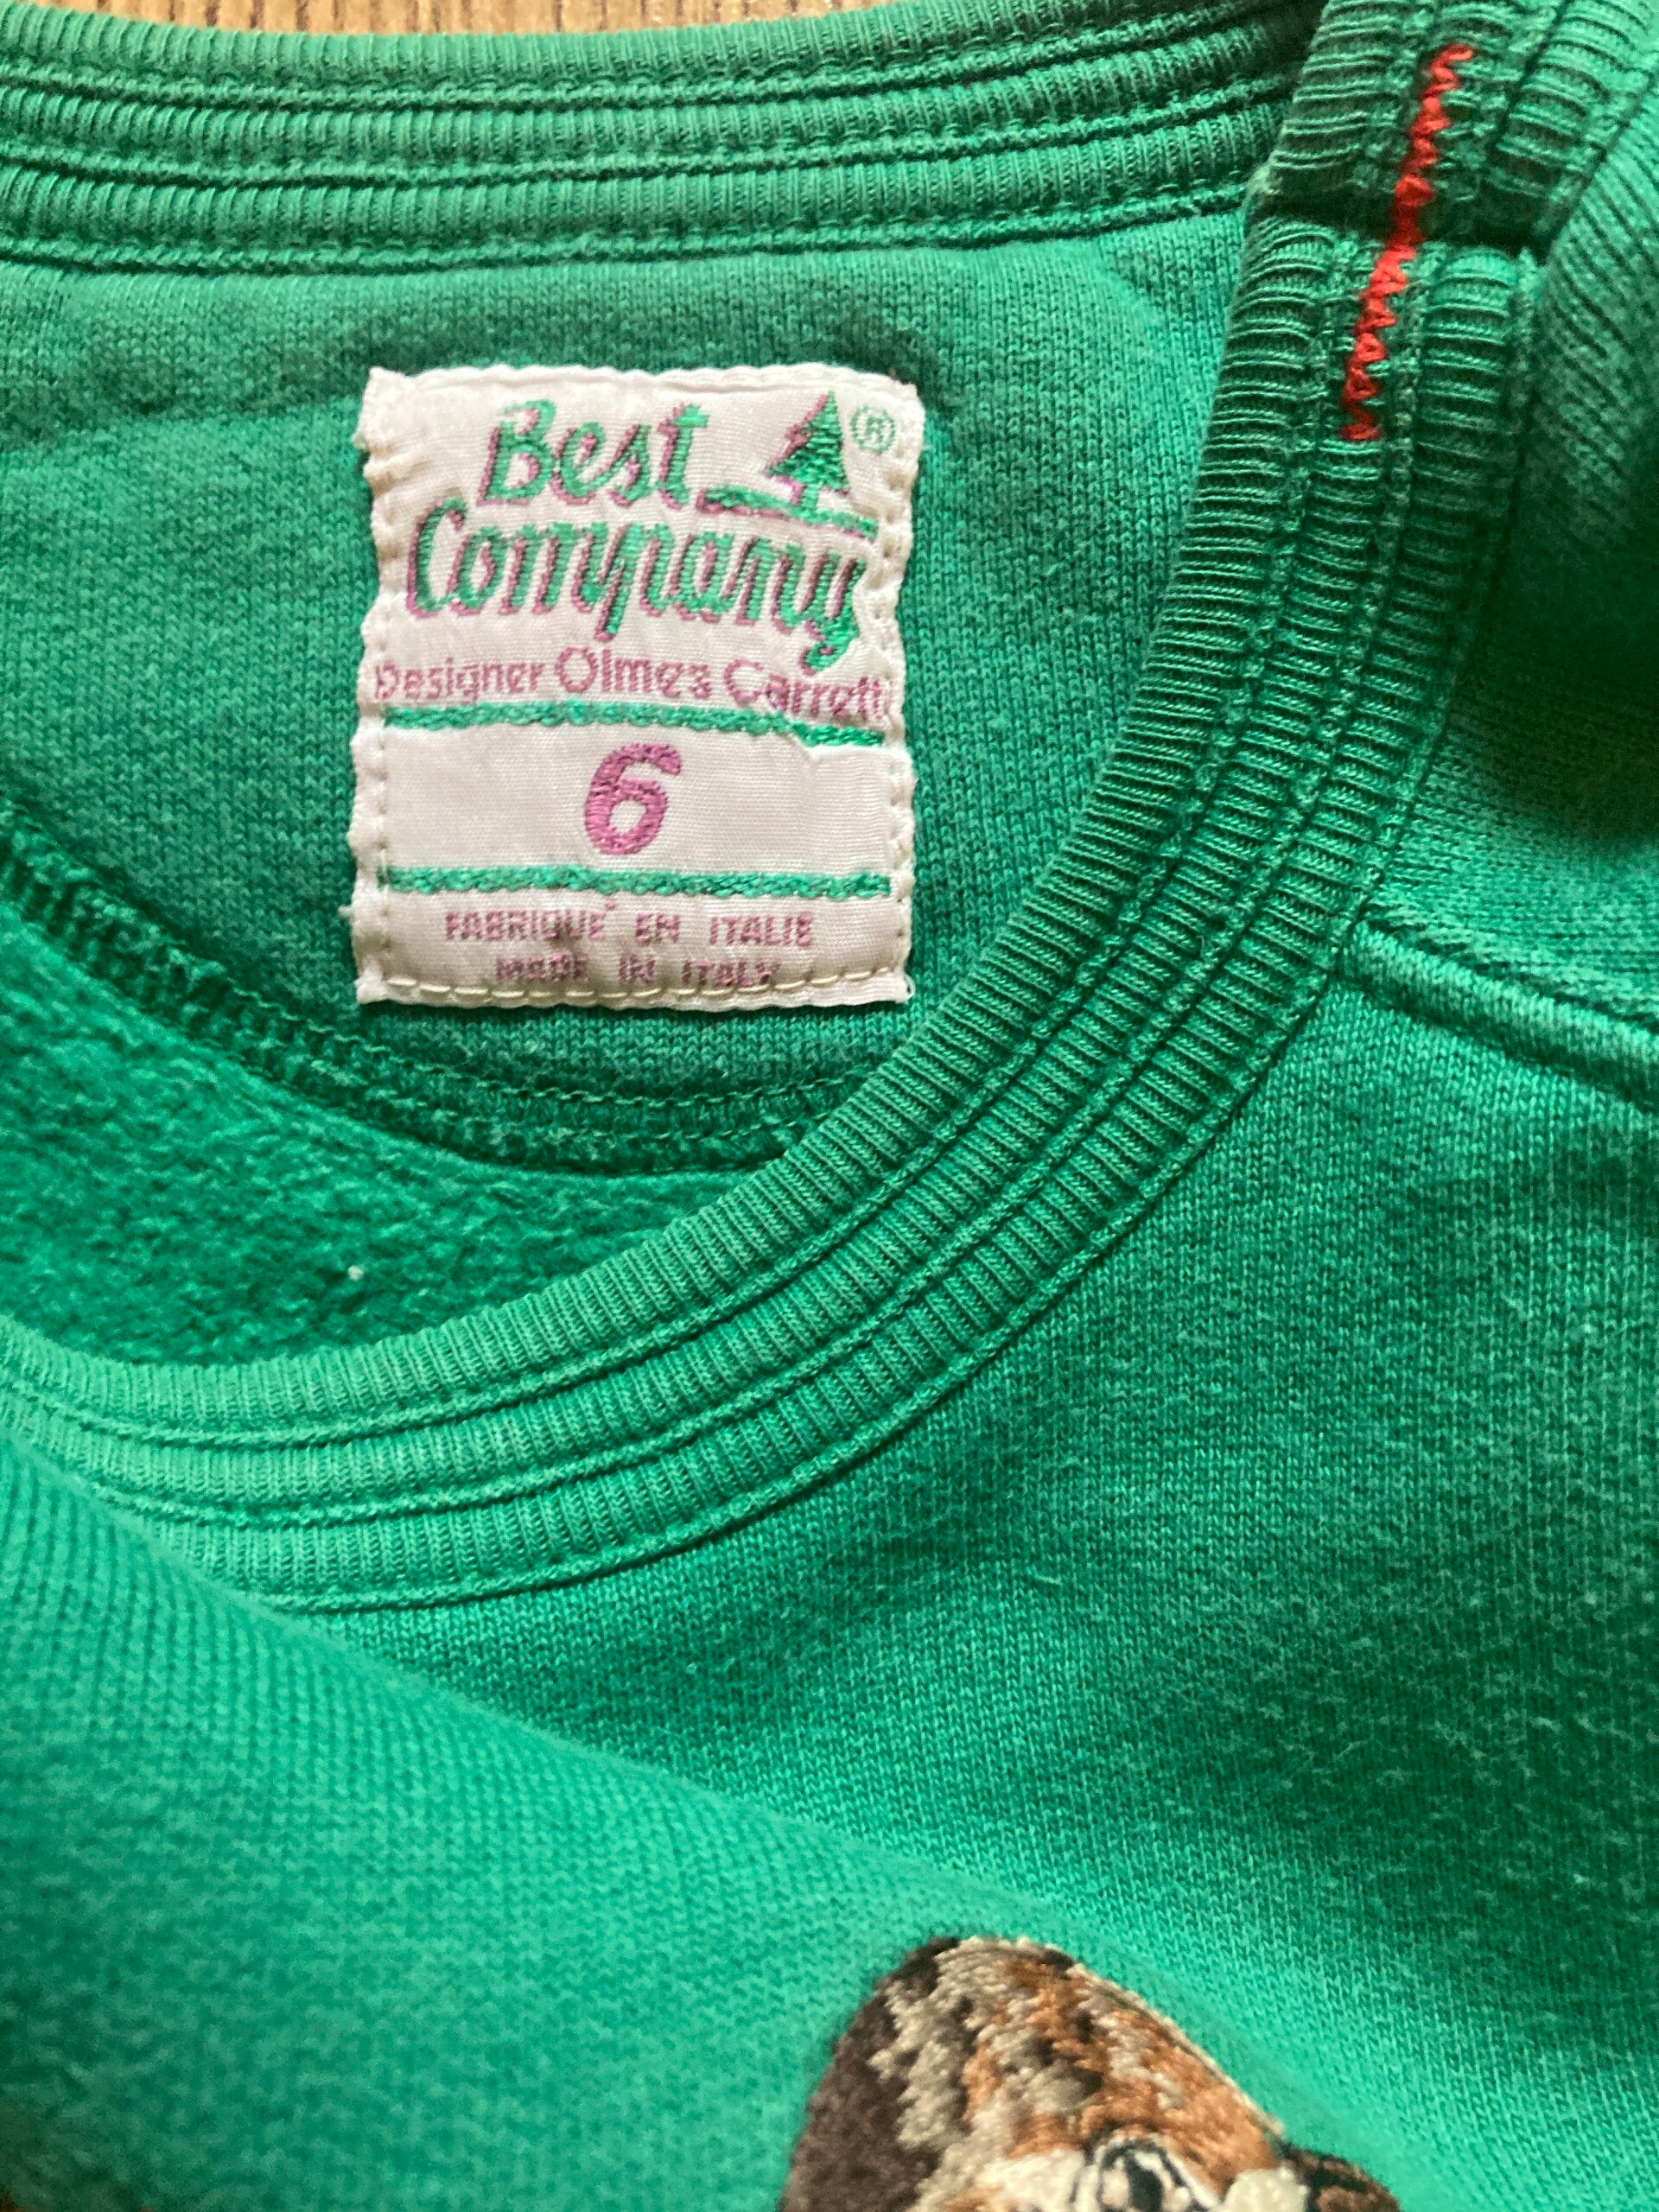 Best ®
Company
Designer Olmes Carretti
6
FABRIQUE' EN ITALIE
MADE IN ITALY